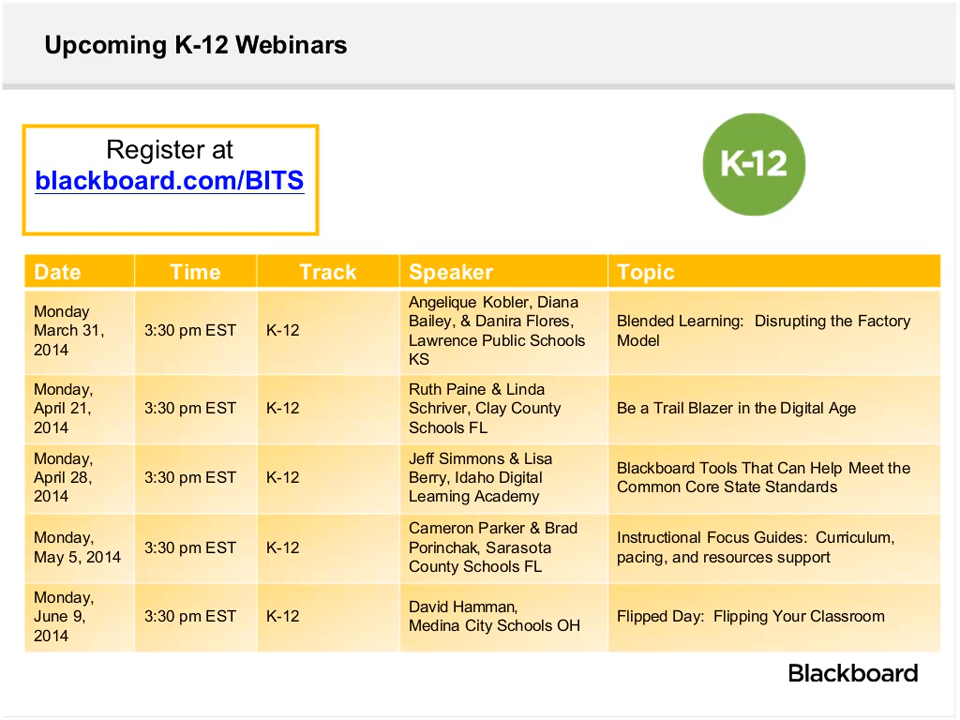 Upcoming K-12 Webinars
Register at
blackboard.com/BITS
K-12
Date Time Track Speaker Topic
Monday
March 31,
2014
3:30 pm EST
K-12
Angelique Kobler, Diana
Bailey, & Danira Flores,
Lawrence Public Schools
KS
Blended Learning: Disrupting the Factory
Model
Monday,
April 21,
2014
3:30 pm EST
K-12
Ruth Paine & Linda
Schriver, Clay County
Schools FL
Be a Trail Blazer in the Digital Age
Monday,
April 28,
2014
3:30 pm EST
K-12
Jeff Simmons & Lisa
Berry, Idaho Digital
Learning Academy
Blackboard Tools That Can Help Meet the
Common Core State Standards
Monday,
May 5, 2014
3:30 pm EST
K-12
Cameron Parker & Brad
Porinchak, Sarasota
County Schools FL
Instructional Focus Guides: Curriculum,
pacing, and resources support
Monday,
June 9,
2014
3:30 pm EST
K-12
David Hamman,
Medina City Schools OH
Flipped Day: Flipping Your Classroom
Blackboard